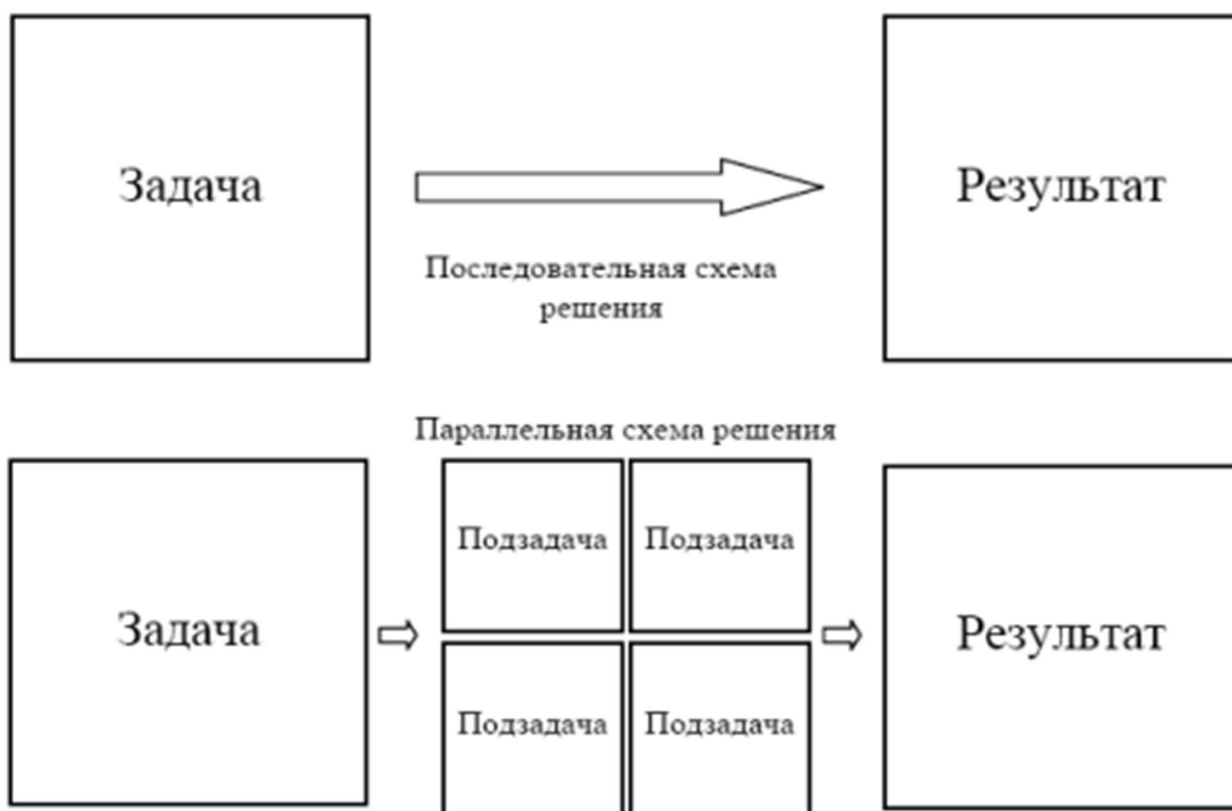 Задача
Результат
Последовательная схема
решения
Параллельная схема решения
Задача
Подзадача
Подзадача
Подзадача
Подзадача
Результат